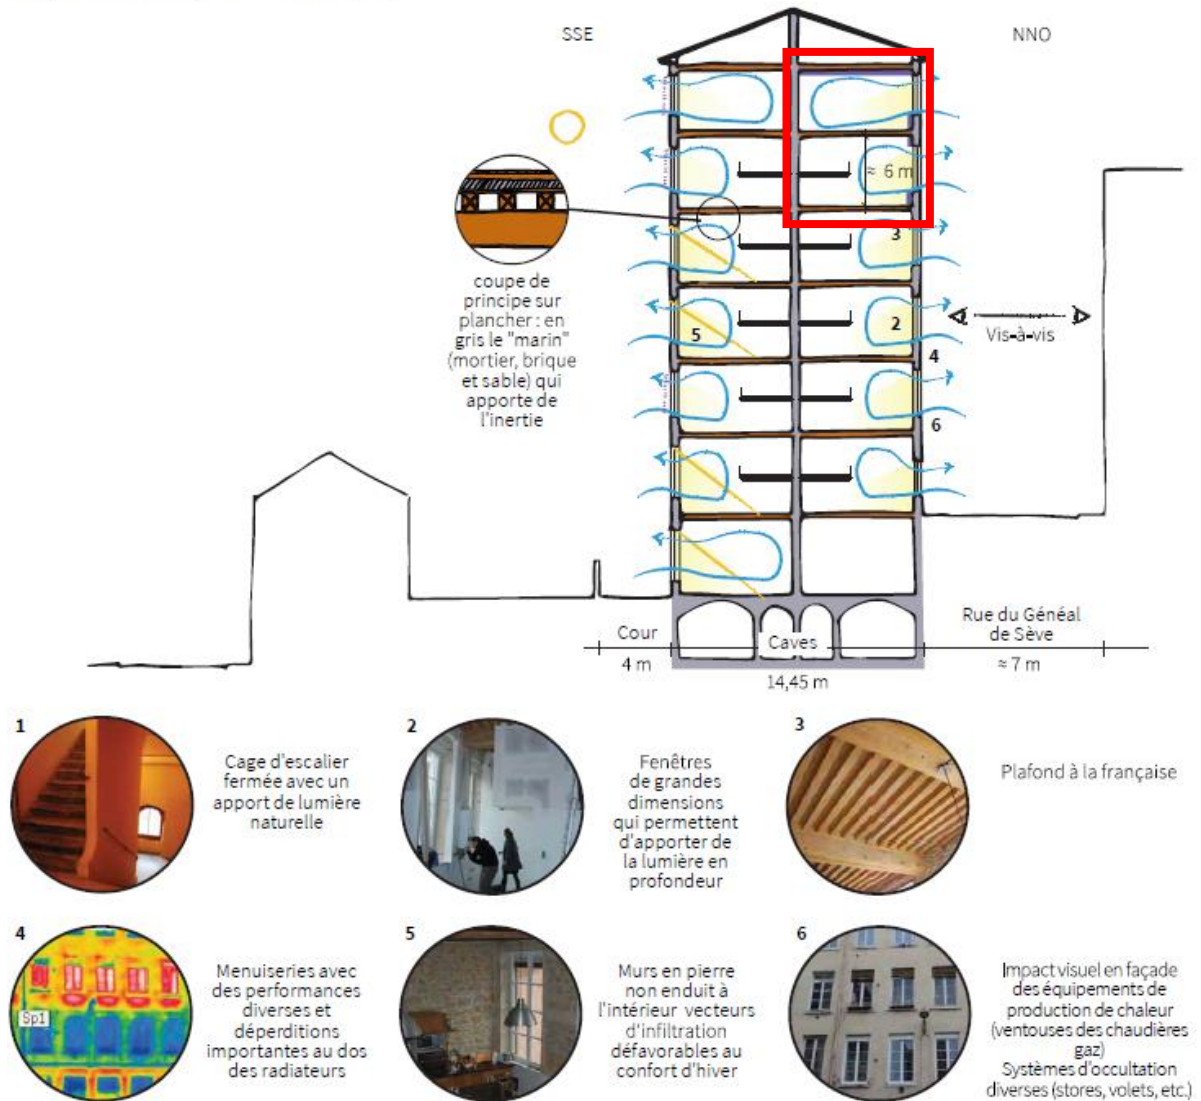 SSE
NNO
≈ 6 m
coupe de
principe sur
plancher : en
gris le "marin"
(mortier, brique
et sable) qui
apporte de
l'inertie
3
5
2
Vis-à-vis
4
6
Cour
4 m
Caves
14,45 m
Rue du Généal
de Sève
≈ 7 m
1
Cage d'escalier
fermée avec un
apport de lumière
naturelle
2
Fenêtres
de grandes
dimensions
qui permettent
d'apporter de
la lumière en
profondeur
3
Plafond à la française
4
Sp1
Menuiseries avec
des performances
diverses et
déperditions
importantes au dos
des radiateurs
5
Murs en pierre
non enduit à
l'intérieur vecteurs
d'infiltration
défavorables au
confort d'hiver
6
Impact visuel en façade
des équipements de
production de chaleur
(ventouses des chaudières
gaz)
Systèmes d'occultation
diverses (stores, volets, etc.)